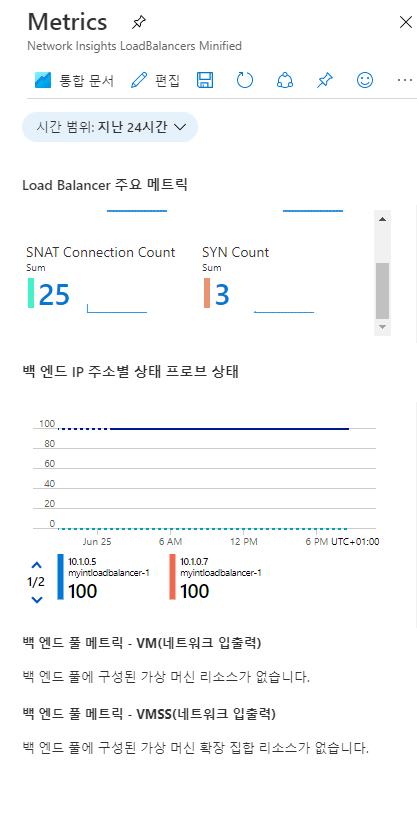 Metrics
Network Insights LoadBalancers Minified
통합 문서 편집
시간 범위: 지난 24시간
Load Balancer 주요 메트릭
SNAT Connection Count SYN Count
Sum Sum
25 3
백 엔드 IP 주소별 상태 프로브 상태
100
80
60
40
20
0
Jun 25 6 AM 12 PM 6 PM UTC+01:00
10.1.0.5 10.1.0.7
myintloadbalancer-1 myintloadbalancer-1
1/2 100 100
백 엔드 풀 메트릭 - VM(네트워크 입출력)
백 엔드 풀에 구성된 가상 머신 리소스가 없습니다.
백 엔드 풀 메트릭 - VMSS(네트워크 입출력)
백 엔드 풀에 구성된 가상 머신 확장 집합 리소스가 없습니다.